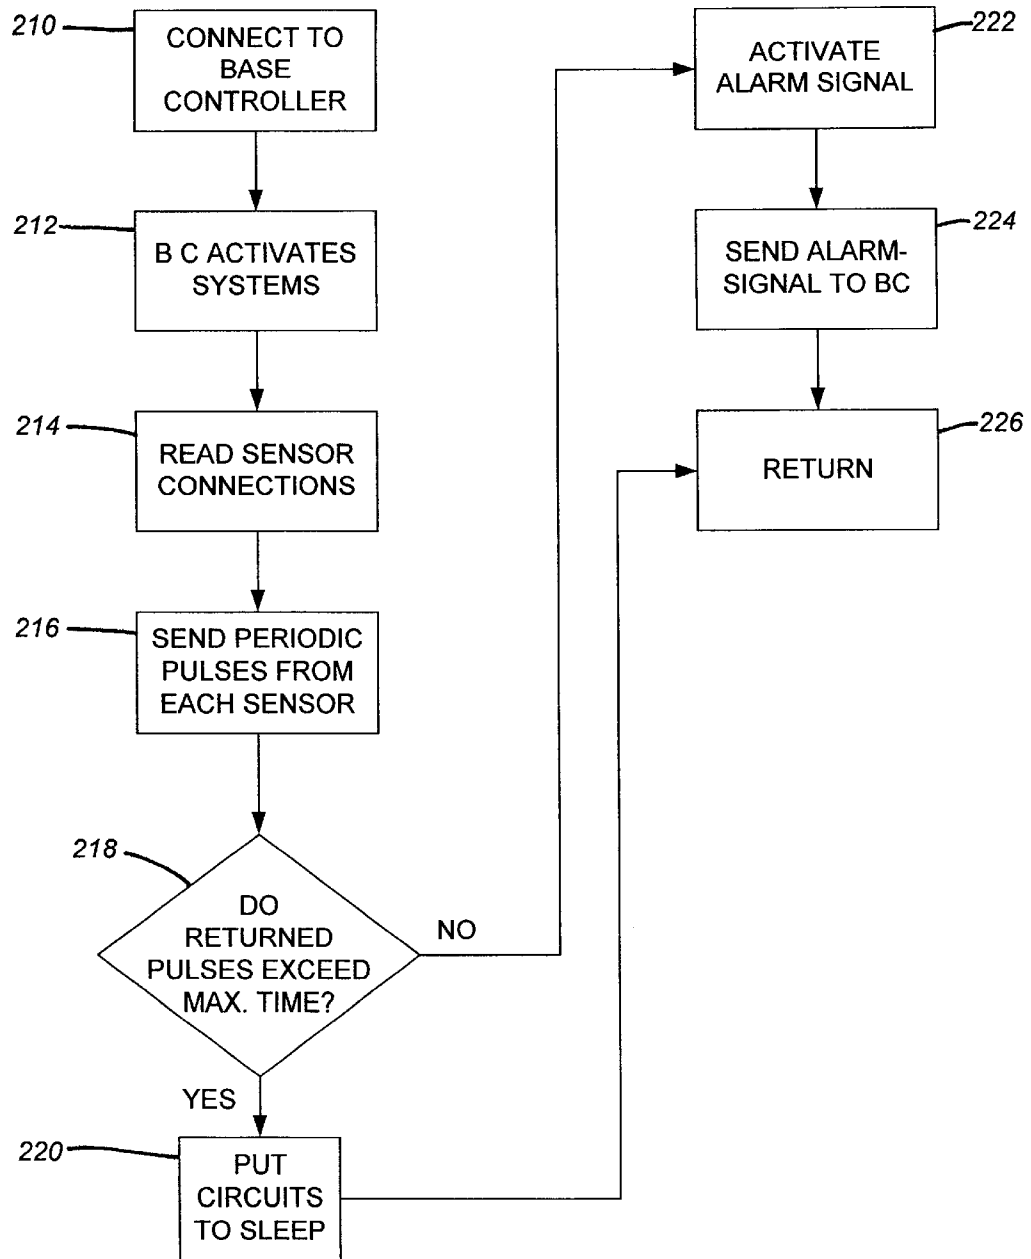 210
CONNECT TO
BASE
CONTROLLER
212
B C ACTIVATES
SYSTEMS
214
READ SENSOR
CONNECTIONS
216
SEND PERIODIC
PULSES FROM
EACH SENSOR
218
DO
RETURNED
PULSES EXCEED
MAX. TIME?
NO
YES
220
PUT
CIRCUITS
TO SLEEP
222
ACTIVATE
ALARM SIGNAL
224
SEND ALARM-
SIGNAL TO BC
226
RETURN